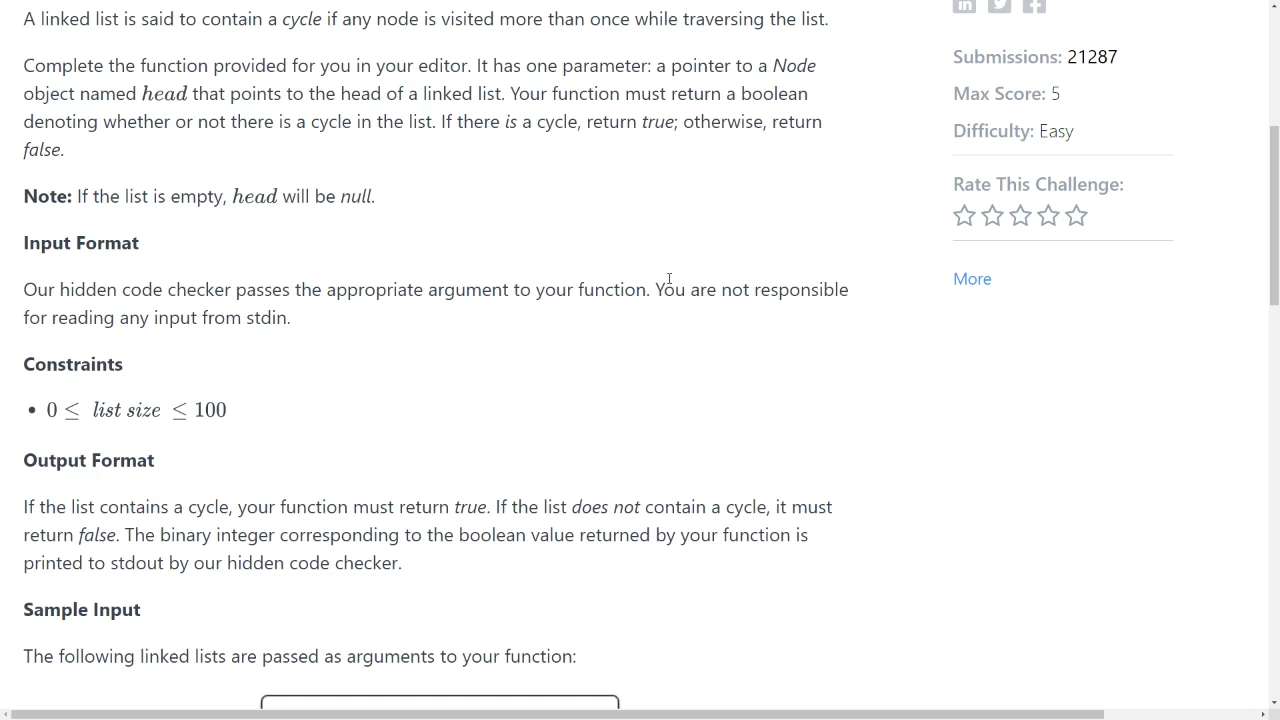 A linked list is said to contain a cycle if any node is visited more than once while traversing the list.
Complete the function provided for you in your editor. It has one parameter: a pointer to a Node
object named head that points to the head of a linked list. Your function must return a boolean
denoting whether or not there is a cycle in the list. If there is a cycle, return true; otherwise, return
false.
Note: If the list is empty, head will be null.
Input Format
Our hidden code checker passes the appropriate argument to your function. You are not responsible
for reading any input from stdin.
Constraints
• 0 ≤ list size ≤ 100
Output Format
If the list contains a cycle, your function must return true. If the list does not contain a cycle, it must
return false. The binary integer corresponding to the boolean value returned by your function is
printed to stdout by our hidden code checker.
Sample Input
The following linked lists are passed as arguments to your function:
Submissions: 21287
Max Score: 5
Difficulty: Easy
Rate This Challenge:
More